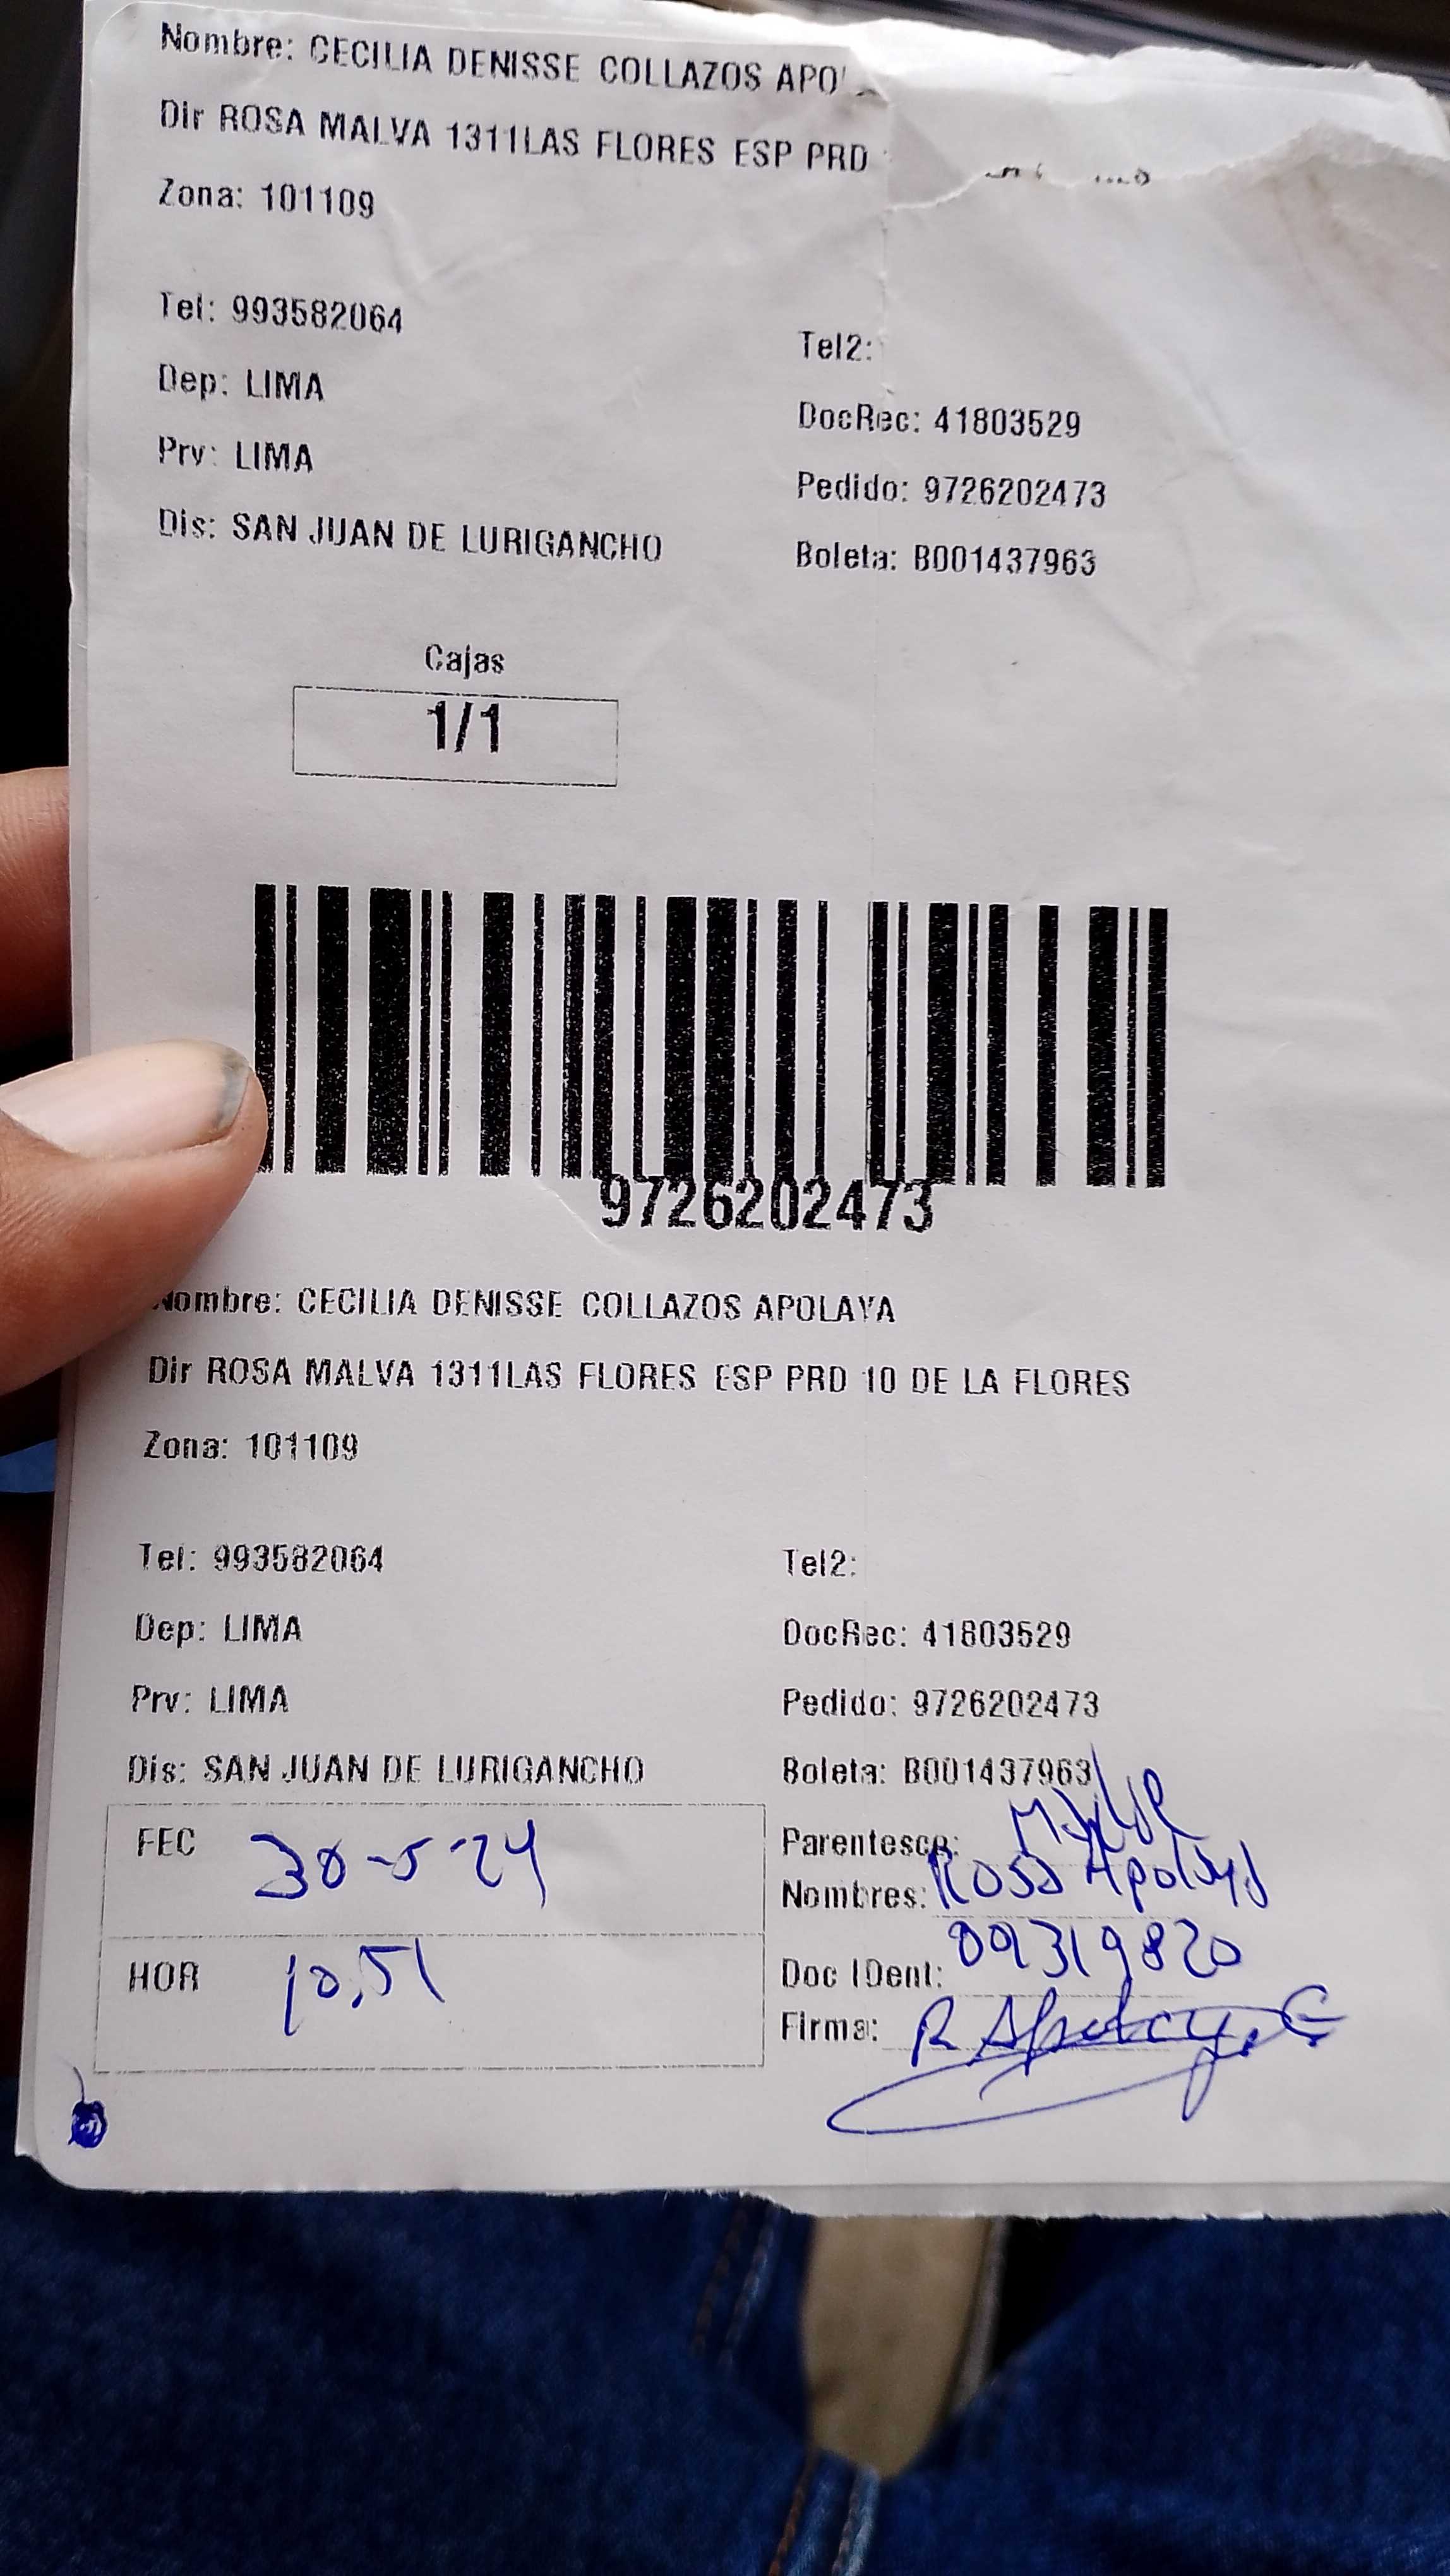 Nombre: CECILIA DENISSE COLLAZOS APO
Dir ROSA MALVA 1311LAS FLORES ESP PRD
Zona: 101109
Tel: 993582064
Tel2:
Dep: LIMA
DocRec: 41803529
Prv: LIMA
Pedido: 9726202473
Dis: SAN JUAN DE LURIGANCHO
Boleta: B001437963
Cajas
1/1
9726202473
Nombre: CECILIA DENISSE COLLAZOS APOLAYA
Dir ROSA MALVA 1311LAS FLORES ESP PRD 10 DE LA FLORES
Zona: 101109
Tel: 993582064
Tel2:
Dep: LIMA
DocRec: 41803529
Prv: LIMA
Pedido: 9726202473
Dis: SAN JUAN DE LURIGANCHO
Boleta: B001437963
FEC 30-5-24
Parentesco:
Nombres: Rosa Apolaya
HOR 10.51
Doc IDent: 09319820
Firma: R Apolaya. G